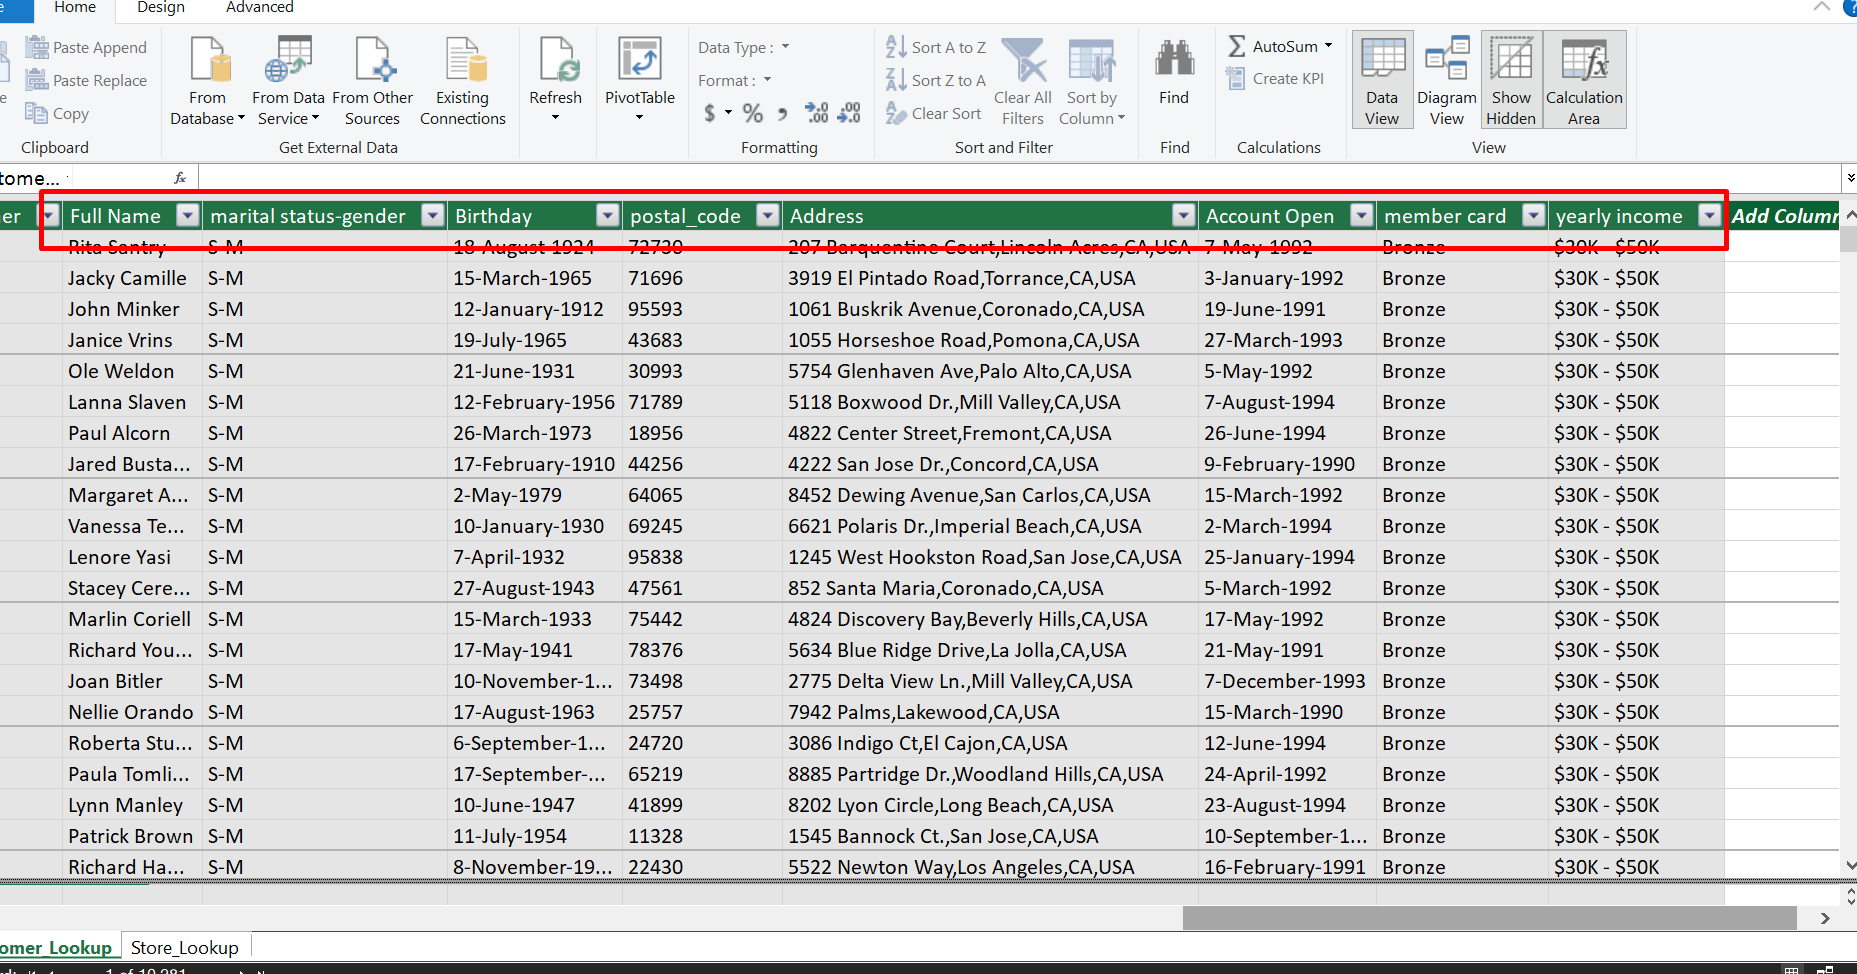 Home Design Advanced
Paste Append
Paste Replace
Copy
Clipboard
From Database
From Data Service
From Other Sources
Existing Connections
Get External Data
Refresh
PivotTable
Data Type :
Format :
$ % , .00 .00
Formatting
Sort A to Z
Sort Z to A
Clear Sort
Clear All Filters
Sort by Column
Sort and Filter
Find
Find
AutoSum
Create KPI
Calculations
Data View
Diagram View
Show Hidden
Calculation Area
View
tome... fx
er Full Name marital status-gender Birthday postal_code Address Account Open member card yearly income Add Column
Rita Santry S-M 18-August-1924 72730 207 Barquentine Court,Lincoln Acres,CA,USA 7-May-1992 Bronze $30K - $50K
Jacky Camille S-M 15-March-1965 71696 3919 El Pintado Road,Torrance,CA,USA 3-January-1992 Bronze $30K - $50K
John Minker S-M 12-January-1912 95593 1061 Buskrik Avenue,Coronado,CA,USA 19-June-1991 Bronze $30K - $50K
Janice Vrins S-M 19-July-1965 43683 1055 Horseshoe Road,Pomona,CA,USA 27-March-1993 Bronze $30K - $50K
Ole Weldon S-M 21-June-1931 30993 5754 Glenhaven Ave,Palo Alto,CA,USA 5-May-1992 Bronze $30K - $50K
Lanna Slaven S-M 12-February-1956 71789 5118 Boxwood Dr.,Mill Valley,CA,USA 7-August-1994 Bronze $30K - $50K
Paul Alcorn S-M 26-March-1973 18956 4822 Center Street,Fremont,CA,USA 26-June-1994 Bronze $30K - $50K
Jared Busta... S-M 17-February-1910 44256 4222 San Jose Dr.,Concord,CA,USA 9-February-1990 Bronze $30K - $50K
Margaret A... S-M 2-May-1979 64065 8452 Dewing Avenue,San Carlos,CA,USA 15-March-1992 Bronze $30K - $50K
Vanessa Te... S-M 10-January-1930 69245 6621 Polaris Dr.,Imperial Beach,CA,USA 2-March-1994 Bronze $30K - $50K
Lenore Yasi S-M 7-April-1932 95838 1245 West Hookston Road,San Jose,CA,USA 25-January-1994 Bronze $30K - $50K
Stacey Cere... S-M 27-August-1943 47561 852 Santa Maria,Coronado,CA,USA 5-March-1992 Bronze $30K - $50K
Marlin Coriell S-M 15-March-1933 75442 4824 Discovery Bay,Beverly Hills,CA,USA 17-May-1992 Bronze $30K - $50K
Richard You... S-M 17-May-1941 78376 5634 Blue Ridge Drive,La Jolla,CA,USA 21-May-1991 Bronze $30K - $50K
Joan Bitler S-M 10-November-1... 73498 2775 Delta View Ln.,Mill Valley,CA,USA 7-December-1993 Bronze $30K - $50K
Nellie Orando S-M 17-August-1963 25757 7942 Palms,Lakewood,CA,USA 15-March-1990 Bronze $30K - $50K
Roberta Stu... S-M 6-September-1... 24720 3086 Indigo Ct,El Cajon,CA,USA 12-June-1994 Bronze $30K - $50K
Paula Tomli... S-M 17-September-... 65219 8885 Partridge Dr.,Woodland Hills,CA,USA 24-April-1992 Bronze $30K - $50K
Lynn Manley S-M 10-June-1947 41899 8202 Lyon Circle,Long Beach,CA,USA 23-August-1994 Bronze $30K - $50K
Patrick Brown S-M 11-July-1954 11328 1545 Bannock Ct.,San Jose,CA,USA 10-September-1... Bronze $30K - $50K
Richard Ha... S-M 8-November-19... 22430 5522 Newton Way,Los Angeles,CA,USA 16-February-1991 Bronze $30K - $50K
omer_Lookup Store_Lookup
1 of 10,281